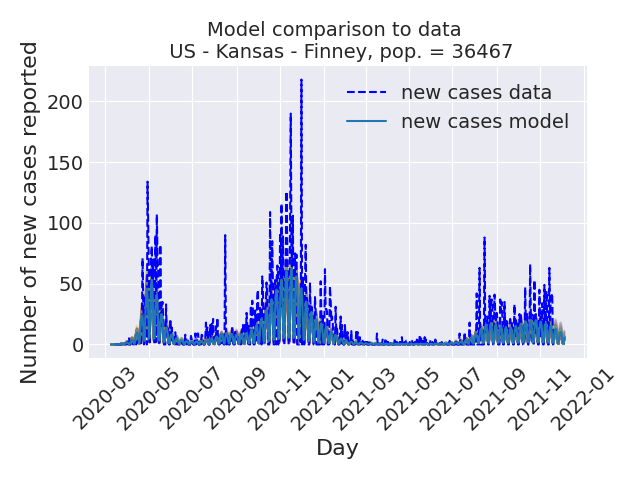 Model comparison to data
US - Kansas - Finney, pop. = 36467
Number of new cases reported
200
150
100
50
0
new cases data
new cases model
2020-03
2020-05
2020-07
2020-09
2020-11
2021-01
2021-03
2021-05
2021-07
2021-09
2021-11
2022-01
Day